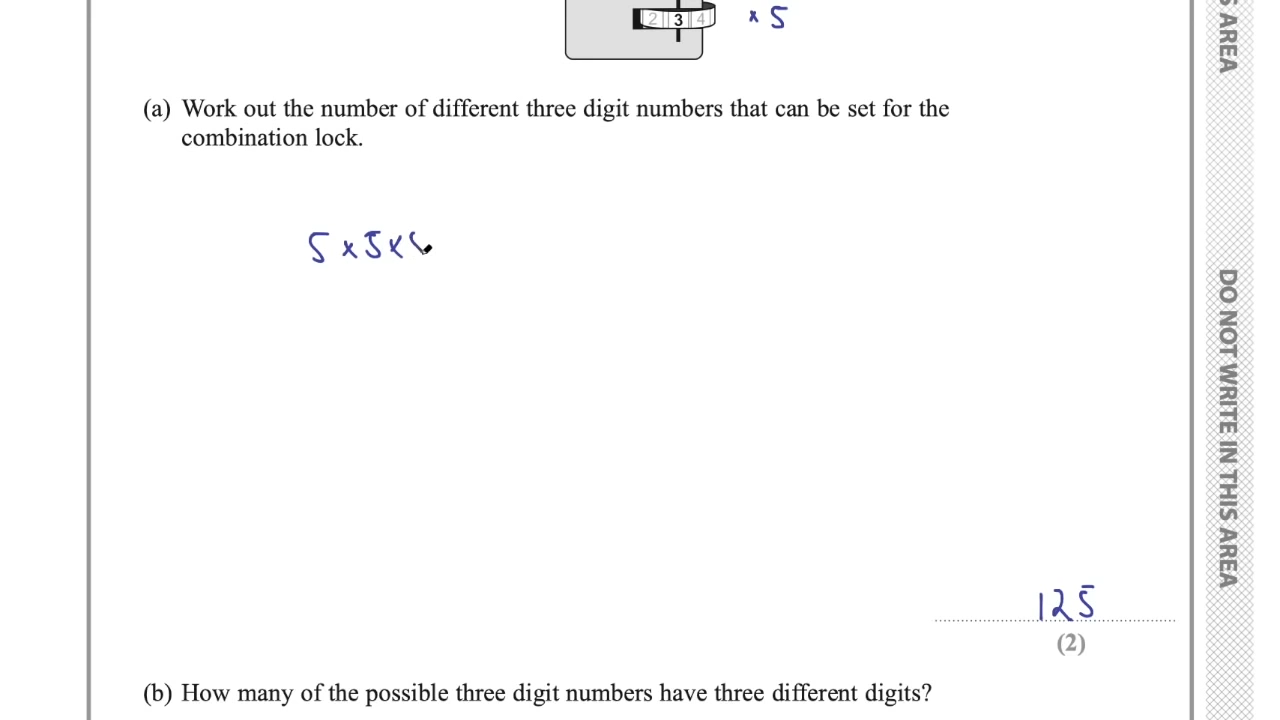 2 3 4 × 5
(a) Work out the number of different three digit numbers that can be set for the
combination lock.
5 × 5 ×
125
(2)
(b) How many of the possible three digit numbers have three different digits?
AREA
DO NOT WRITE IN THIS AREA